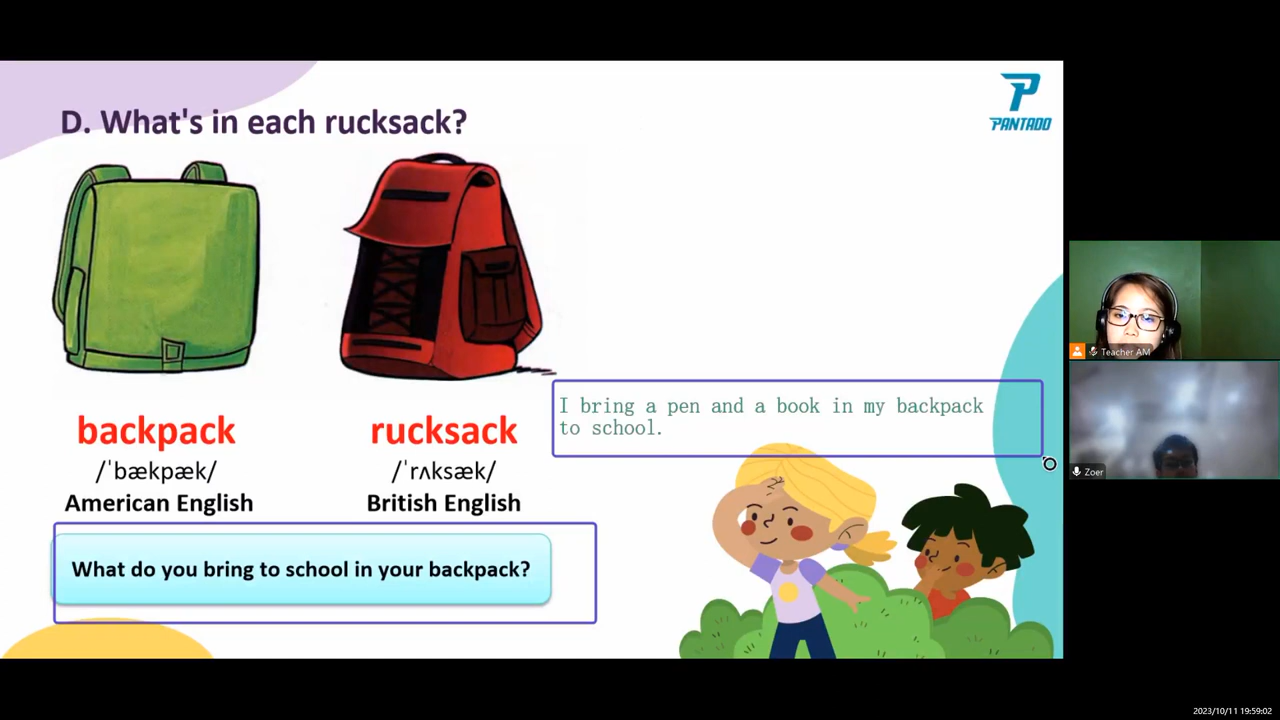 D. What's in each rucksack?
PANTADO
backpack
/ˈbækpæk/
American English
rucksack
/ˈrʌksæk/
British English
I bring a pen and a book in my backpack
to school.
What do you bring to school in your backpack?
Teacher AM
Zoer
2023/10/11 19:59:02